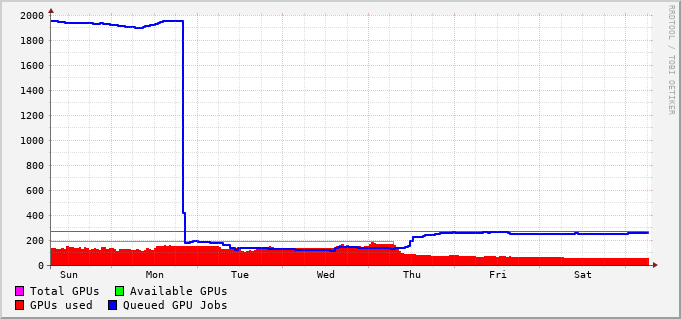 2000
1800
1600
1400
1200
1000
800
600
400
200
0
Sun Mon Tue Wed Thu Fri Sat
Total GPUs Available GPUs
GPUs used Queued GPU Jobs
RRDTOOL / TOBI OETIKER